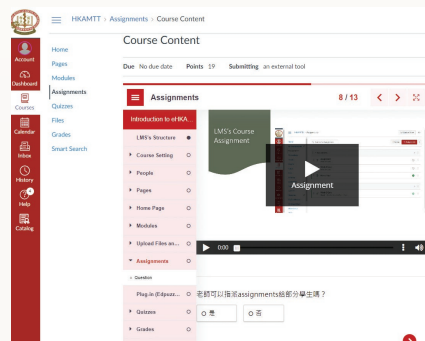 HKAMTT › Assignments › Course Content
Account
Dashboard
Courses
Calendar
Inbox
History
Help
Catalog
Home
Pages
Modules
Assignments
Quizzes
Files
Grades
Smart Search
Course Content
Due No due date Points 19 Submitting an external tool
Assignments
8 / 13
Introduction to eHKA...
LMS's Structure
Course Setting
People
Pages
Home Page
Modules
Upload Files an...
Assignments
Question
Plug-in (Edpuzz...
Quizzes
Grades
LMS's Course
Assignment
Assignment
0:00
老師可以指派assignments給部分學生嗎？
是
否